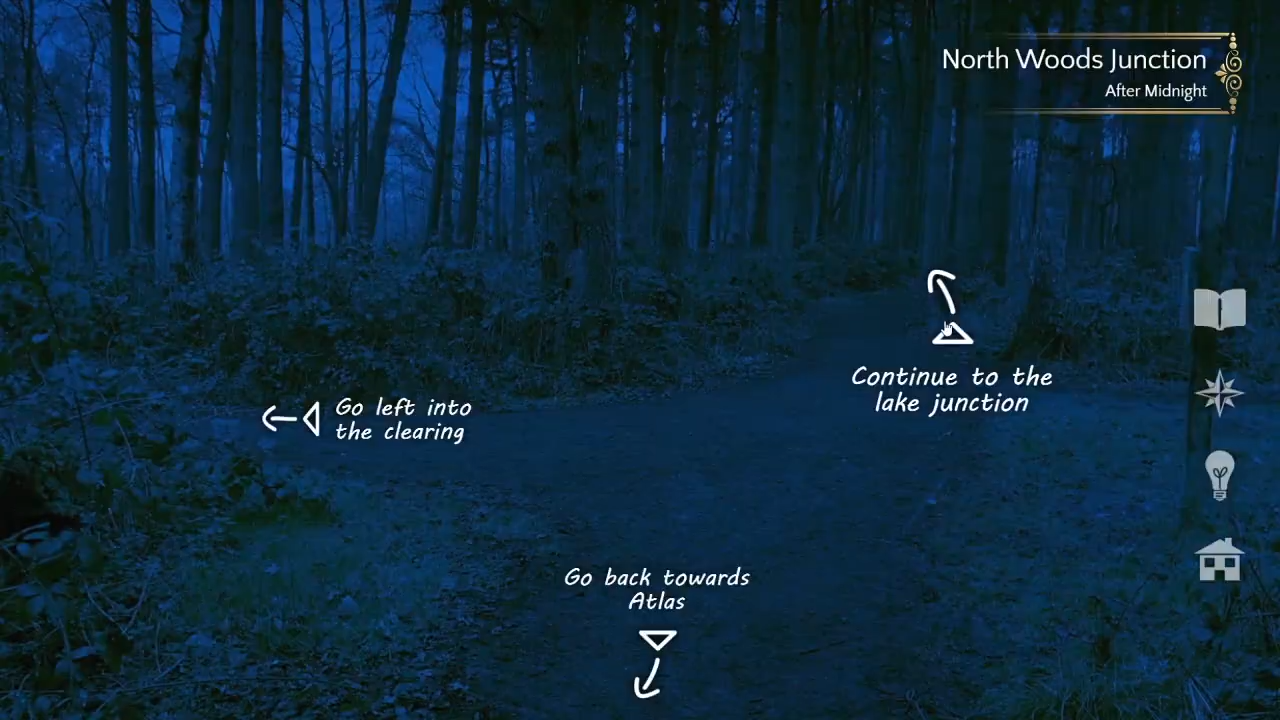 North Woods Junction
After Midnight
Continue to the
lake junction
Go left into
the clearing
Go back towards
Atlas